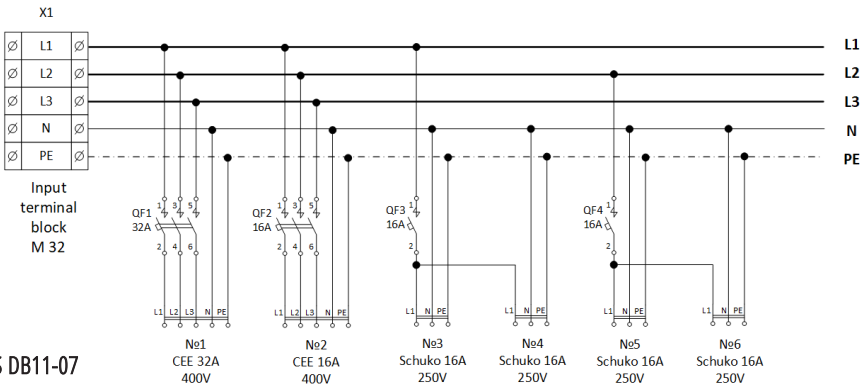 X1
L1 L1
L2 L2
L3 L3
N N
PE PE
Input
terminal
block
M 32
QF1 1 3 5
32A
2 4 6
QF2 1 3 5
16A
2 4 6
QF3 1
16A
2
QF4 1
16A
2
L1 L2 L3 N PE
L1 L2 L3 N PE
L1 N PE
L1 N PE
L1 N PE
L1 N PE
№1
CEE 32A
400V
№2
CEE 16A
400V
№3
Schuko 16A
250V
№4
Schuko 16A
250V
№5
Schuko 16A
250V
№6
Schuko 16A
250V
S DB11-07